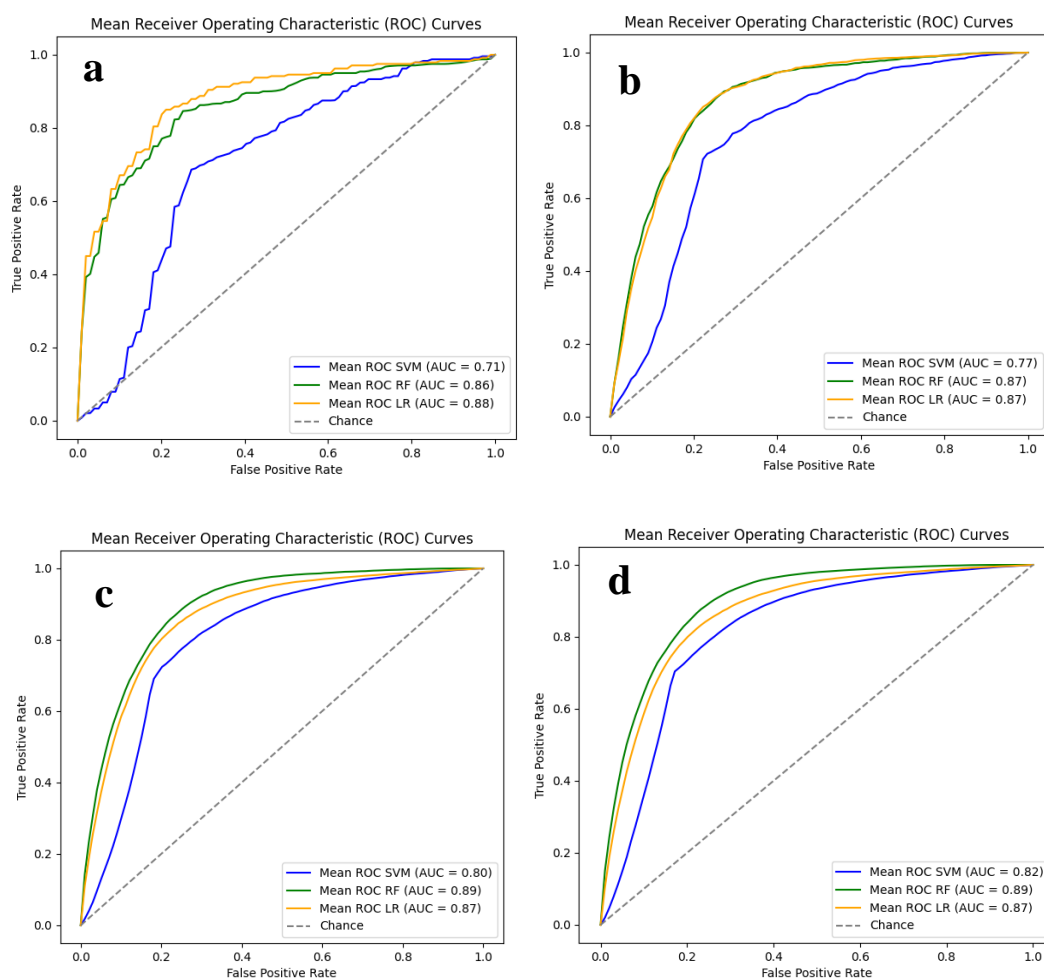 Mean Receiver Operating Characteristic (ROC) Curves
a
True Positive Rate
1.0
0.8
0.6
0.4
0.2
0.0
Mean ROC SVM (AUC = 0.71)
Mean ROC RF (AUC = 0.86)
Mean ROC LR (AUC = 0.88)
Chance
0.0 0.2 0.4 0.6 0.8 1.0
False Positive Rate
Mean Receiver Operating Characteristic (ROC) Curves
b
True Positive Rate
1.0
0.8
0.6
0.4
0.2
0.0
Mean ROC SVM (AUC = 0.77)
Mean ROC RF (AUC = 0.87)
Mean ROC LR (AUC = 0.87)
Chance
0.0 0.2 0.4 0.6 0.8 1.0
False Positive Rate
Mean Receiver Operating Characteristic (ROC) Curves
c
True Positive Rate
1.0
0.8
0.6
0.4
0.2
0.0
Mean ROC SVM (AUC = 0.80)
Mean ROC RF (AUC = 0.89)
Mean ROC LR (AUC = 0.87)
Chance
0.0 0.2 0.4 0.6 0.8 1.0
False Positive Rate
Mean Receiver Operating Characteristic (ROC) Curves
d
True Positive Rate
1.0
0.8
0.6
0.4
0.2
0.0
Mean ROC SVM (AUC = 0.82)
Mean ROC RF (AUC = 0.89)
Mean ROC LR (AUC = 0.87)
Chance
0.0 0.2 0.4 0.6 0.8 1.0
False Positive Rate